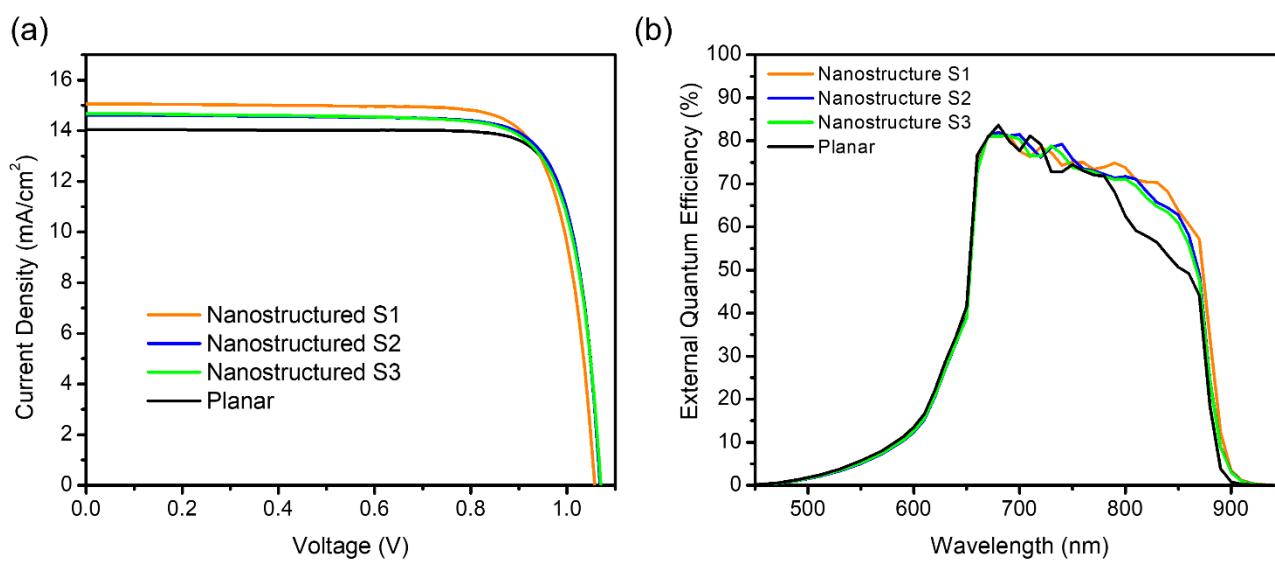 (a)
16
14
12
10
8
6
4
2
0
Current Density (mA/cm²)
Nanostructured S1
Nanostructured S2
Nanostructured S3
Planar
0.0 0.2 0.4 0.6 0.8 1.0
Voltage (V)
(b)
100
90
80
70
60
50
40
30
20
10
0
External Quantum Efficiency (%)
Nanostructure S1
Nanostructure S2
Nanostructure S3
Planar
500 600 700 800 900
Wavelength (nm)